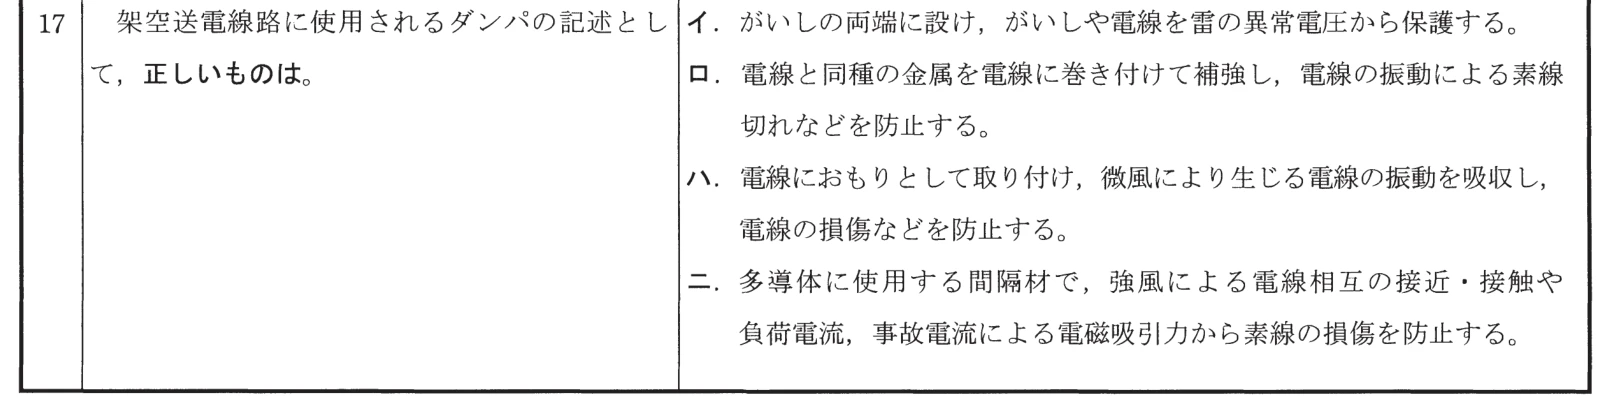 17
架空送電線路に使用されるダンパの記述とし
て，正しいものは。
イ．がいしの両端に設け，がいしや電線を雷の異常電圧から保護する。
ロ．電線と同種の金属を電線に巻き付けて補強し，電線の振動による素線
切れなどを防止する。
ハ．電線におもりとして取り付け，微風により生じる電線の振動を吸収し，
電線の損傷などを防止する。
ニ．多導体に使用する間隔材で，強風による電線相互の接近・接触や
負荷電流，事故電流による電磁吸引力から素線の損傷を防止する。